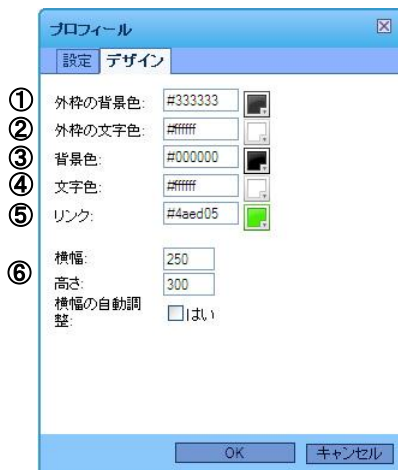 プロフィール
設定 デザイン
① 外枠の背景色: #333333
② 外枠の文字色: #ffffff
③ 背景色: #000000
④ 文字色: #ffffff
⑤ リンク: #4aed05
横幅: 250
⑥
高さ: 300
横幅の自動調
整: はい
OK キャンセル